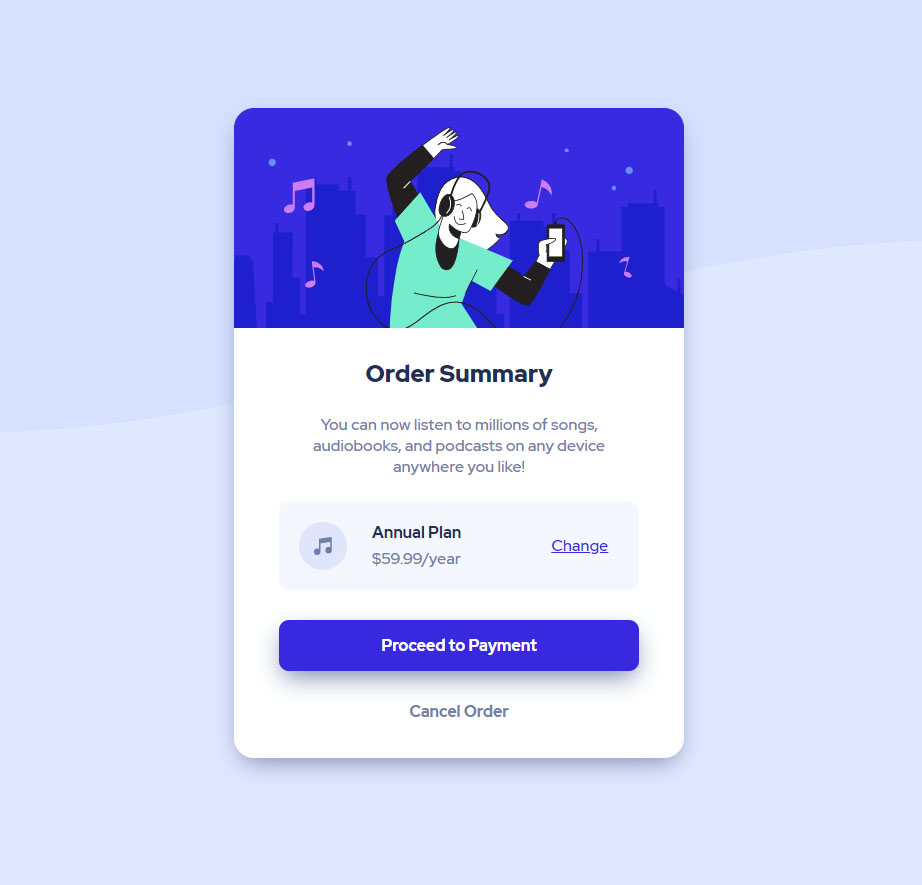 Order Summary
You can now listen to millions of songs,
audiobooks, and podcasts on any device
anywhere you like!
Annual Plan
$59.99/year
Change
Proceed to Payment
Cancel Order